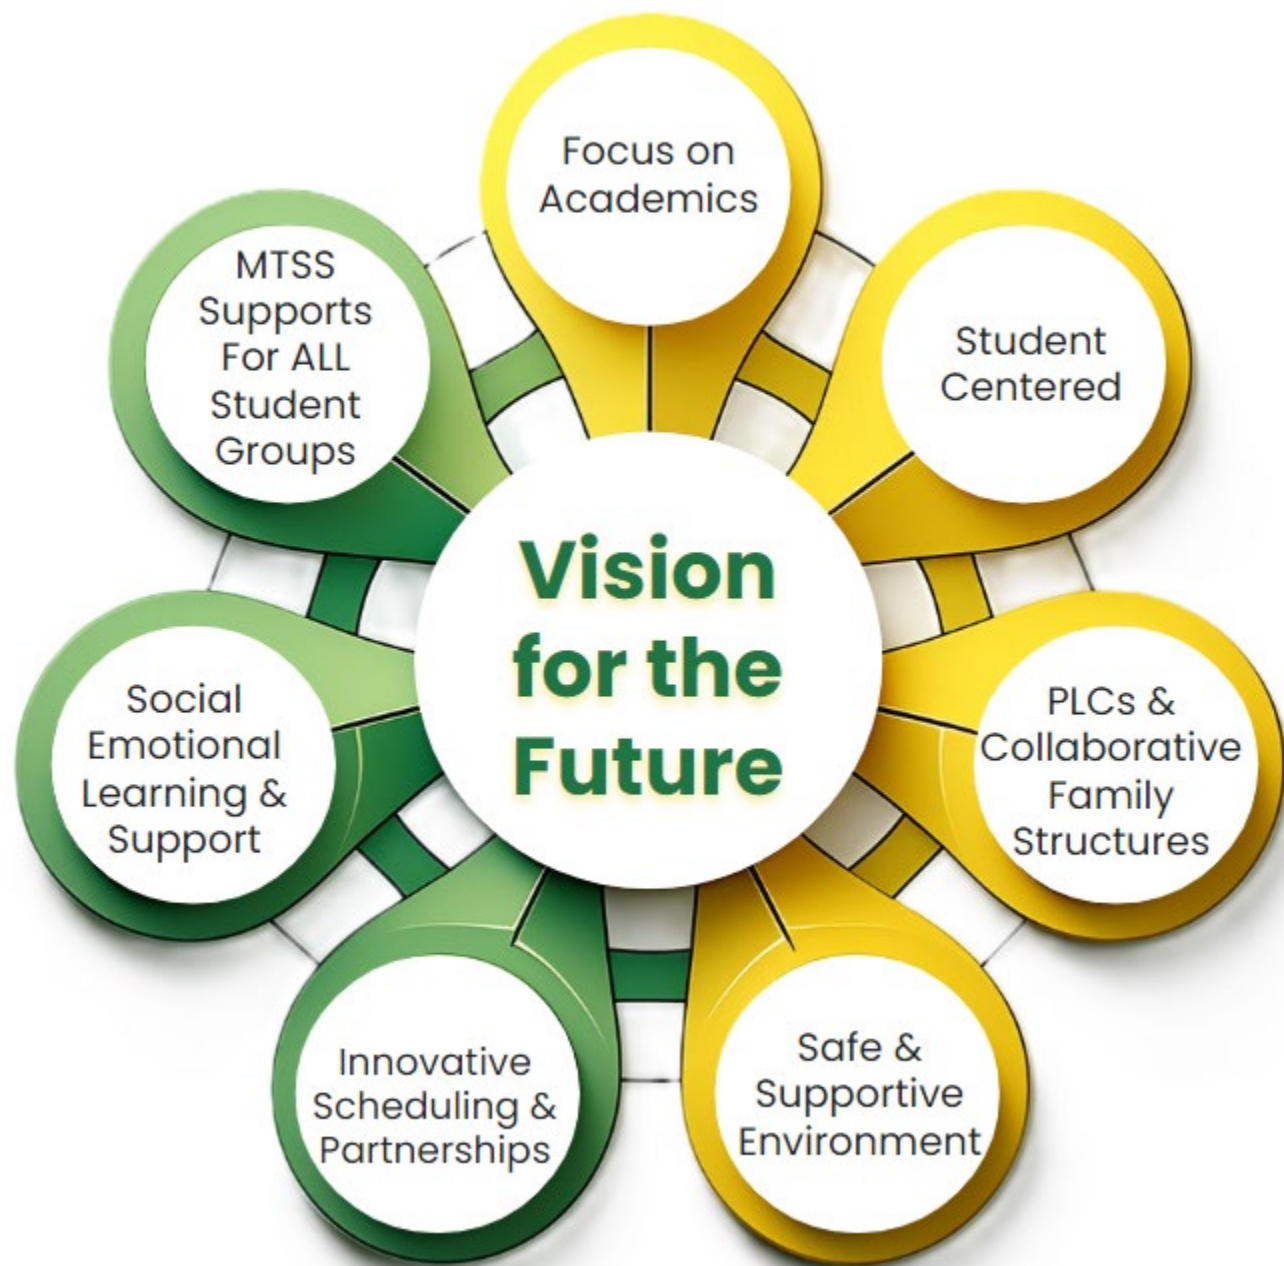 Focus on
Academics
Student
Centered
PLCs &
Collaborative
Family
Structures
Safe &
Supportive
Environment
Innovative
Scheduling &
Partnerships
Social
Emotional
Learning &
Support
MTSS
Supports
For ALL
Student
Groups
Vision
for the
Future